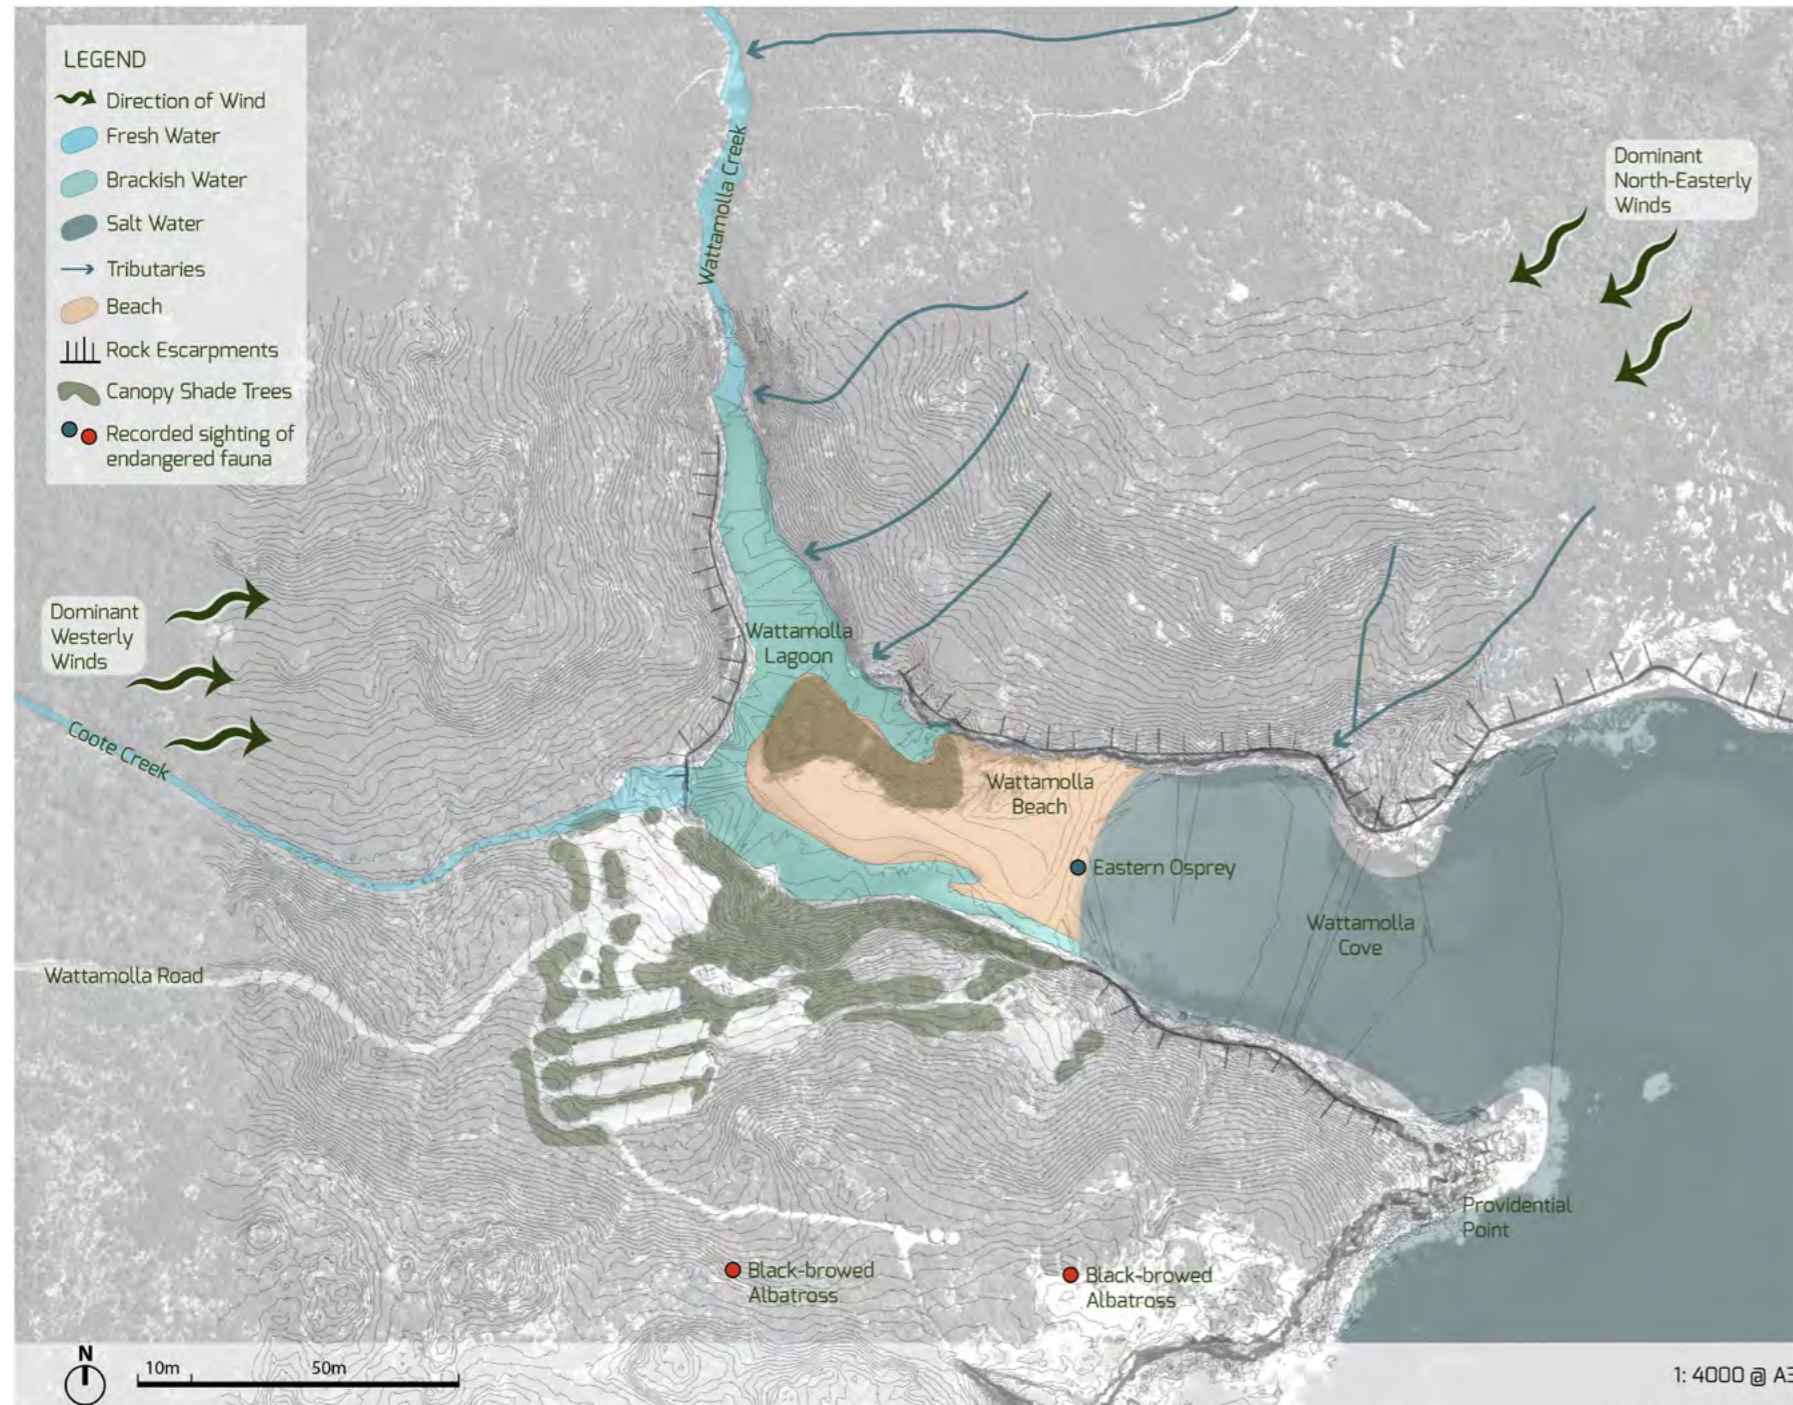 LEGEND
Direction of Wind
Fresh Water
Brackish Water
Salt Water
Tributaries
Beach
Rock Escarpments
Canopy Shade Trees
Recorded sighting of
endangered fauna
Wattamolla Creek
Dominant
North-Easterly
Winds
Dominant
Westerly
Winds
Wattamolla
Lagoon
Coote Creek
Wattamolla
Beach
Eastern Osprey
Wattamolla
Cove
Wattamolla Road
Providential
Point
Black-browed
Albatross
Black-browed
Albatross
N
10m
50m
1: 4000 @ A3